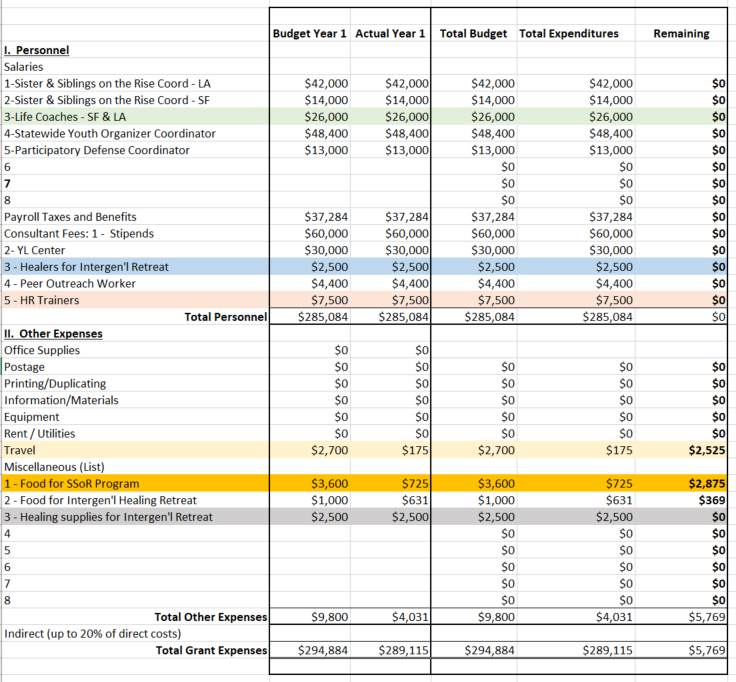 Budget Year 1 Actual Year 1 Total Budget Total Expenditures Remaining
I. Personnel
Salaries
1-Sister & Siblings on the Rise Coord - LA $42,000 $42,000 $42,000 $42,000 $0
2-Sister & Siblings on the Rise Coord - SF $14,000 $14,000 $14,000 $14,000 $0
3-Life Coaches - SF & LA $26,000 $26,000 $26,000 $26,000 $0
4-Statewide Youth Organizer Coordinator $48,400 $48,400 $48,400 $48,400 $0
5-Participatory Defense Coordinator $13,000 $13,000 $13,000 $13,000 $0
6 $0 $0 $0
7 $0 $0 $0
8 $0 $0 $0
Payroll Taxes and Benefits $37,284 $37,284 $37,284 $37,284 $0
Consultant Fees: 1 - Stipends $60,000 $60,000 $60,000 $60,000 $0
2- YL Center $30,000 $30,000 $30,000 $30,000 $0
3 - Healers for Intergen'l Retreat $2,500 $2,500 $2,500 $2,500 $0
4 - Peer Outreach Worker $4,400 $4,400 $4,400 $4,400 $0
5 - HR Trainers $7,500 $7,500 $7,500 $7,500 $0
Total Personnel $285,084 $285,084 $285,084 $285,084 $0
II. Other Expenses
Office Supplies $0 $0
Postage $0 $0 $0 $0 $0
Printing/Duplicating $0 $0 $0 $0 $0
Information/Materials $0 $0 $0 $0 $0
Equipment $0 $0 $0 $0 $0
Rent / Utilities $0 $0 $0 $0 $0
Travel $2,700 $175 $2,700 $175 $2,525
Miscellaneous (List)
1 - Food for SSoR Program $3,600 $725 $3,600 $725 $2,875
2 - Food for Intergen'l Healing Retreat $1,000 $631 $1,000 $631 $369
3 - Healing supplies for Intergen'l Retreat $2,500 $2,500 $2,500 $2,500 $0
4 $0 $0 $0
5 $0 $0 $0
6 $0 $0 $0
7 $0 $0 $0
8 $0 $0 $0
Total Other Expenses $9,800 $4,031 $9,800 $4,031 $5,769
Indirect (up to 20% of direct costs)
Total Grant Expenses $294,884 $289,115 $294,884 $289,115 $5,769